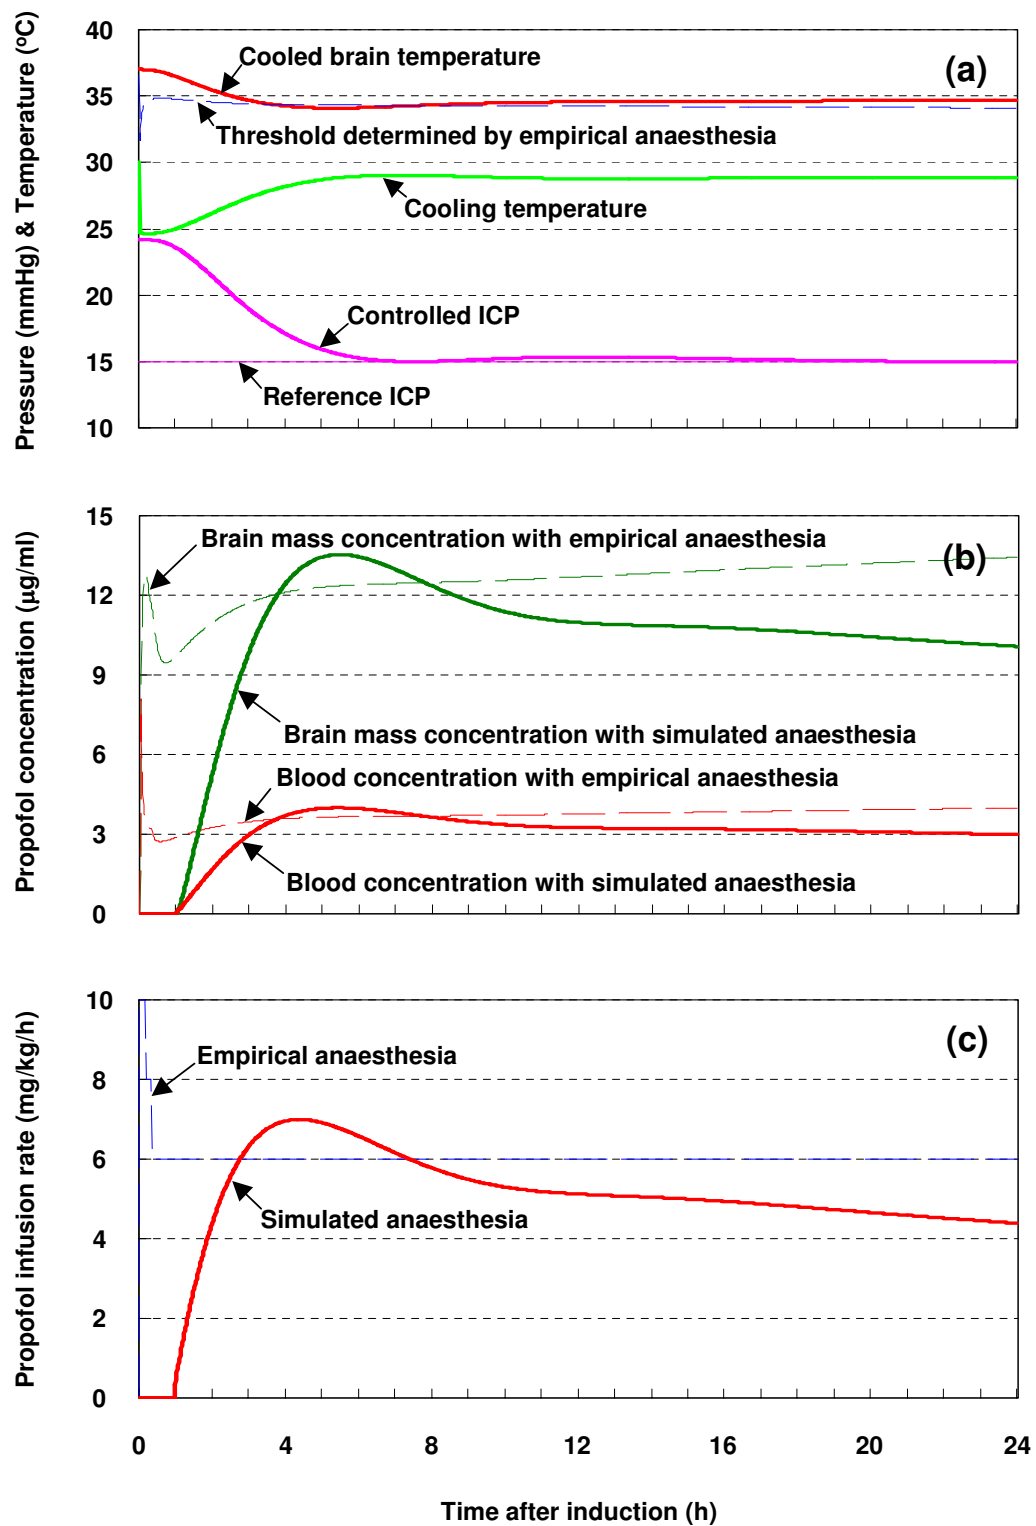 Pressure (mmHg) & Temperature (ºC)
40
35
30
25
20
15
10
(a)
Cooled brain temperature
Threshold determined by empirical anaesthesia
Cooling temperature
Controlled ICP
Reference ICP
Propofol concentration (µg/ml)
15
12
9
6
3
0
(b)
Brain mass concentration with empirical anaesthesia
Brain mass concentration with simulated anaesthesia
Blood concentration with empirical anaesthesia
Blood concentration with simulated anaesthesia
Propofol infusion rate (mg/kg/h)
10
8
6
4
2
0
(c)
Empirical anaesthesia
Simulated anaesthesia
0 4 8 12 16 20 24
Time after induction (h)